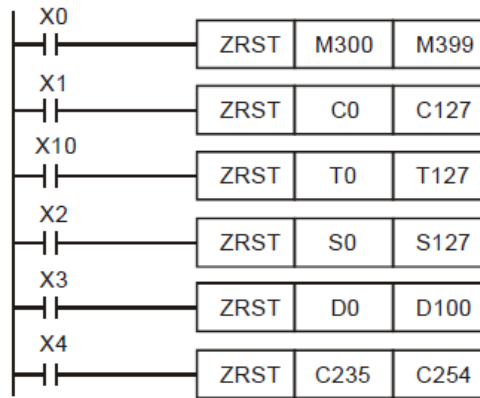 X0
ZRST M300 M399
X1
ZRST C0 C127
X10
ZRST T0 T127
X2
ZRST S0 S127
X3
ZRST D0 D100
X4
ZRST C235 C254